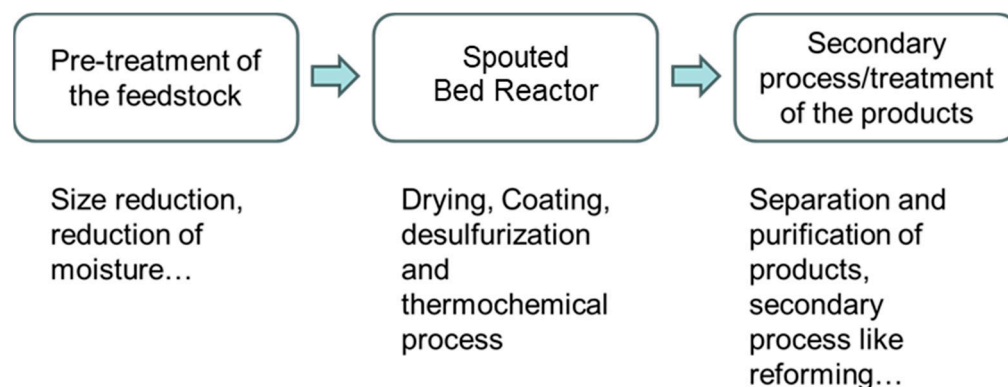 Pre-treatment of
the feedstock
Spouted
Bed Reactor
Secondary
process/treatment
of the products
Size reduction,
reduction of
moisture…
Drying, Coating,
desulfurization
and
thermochemical
process
Separation and
purification of
products,
secondary
process like
reforming…